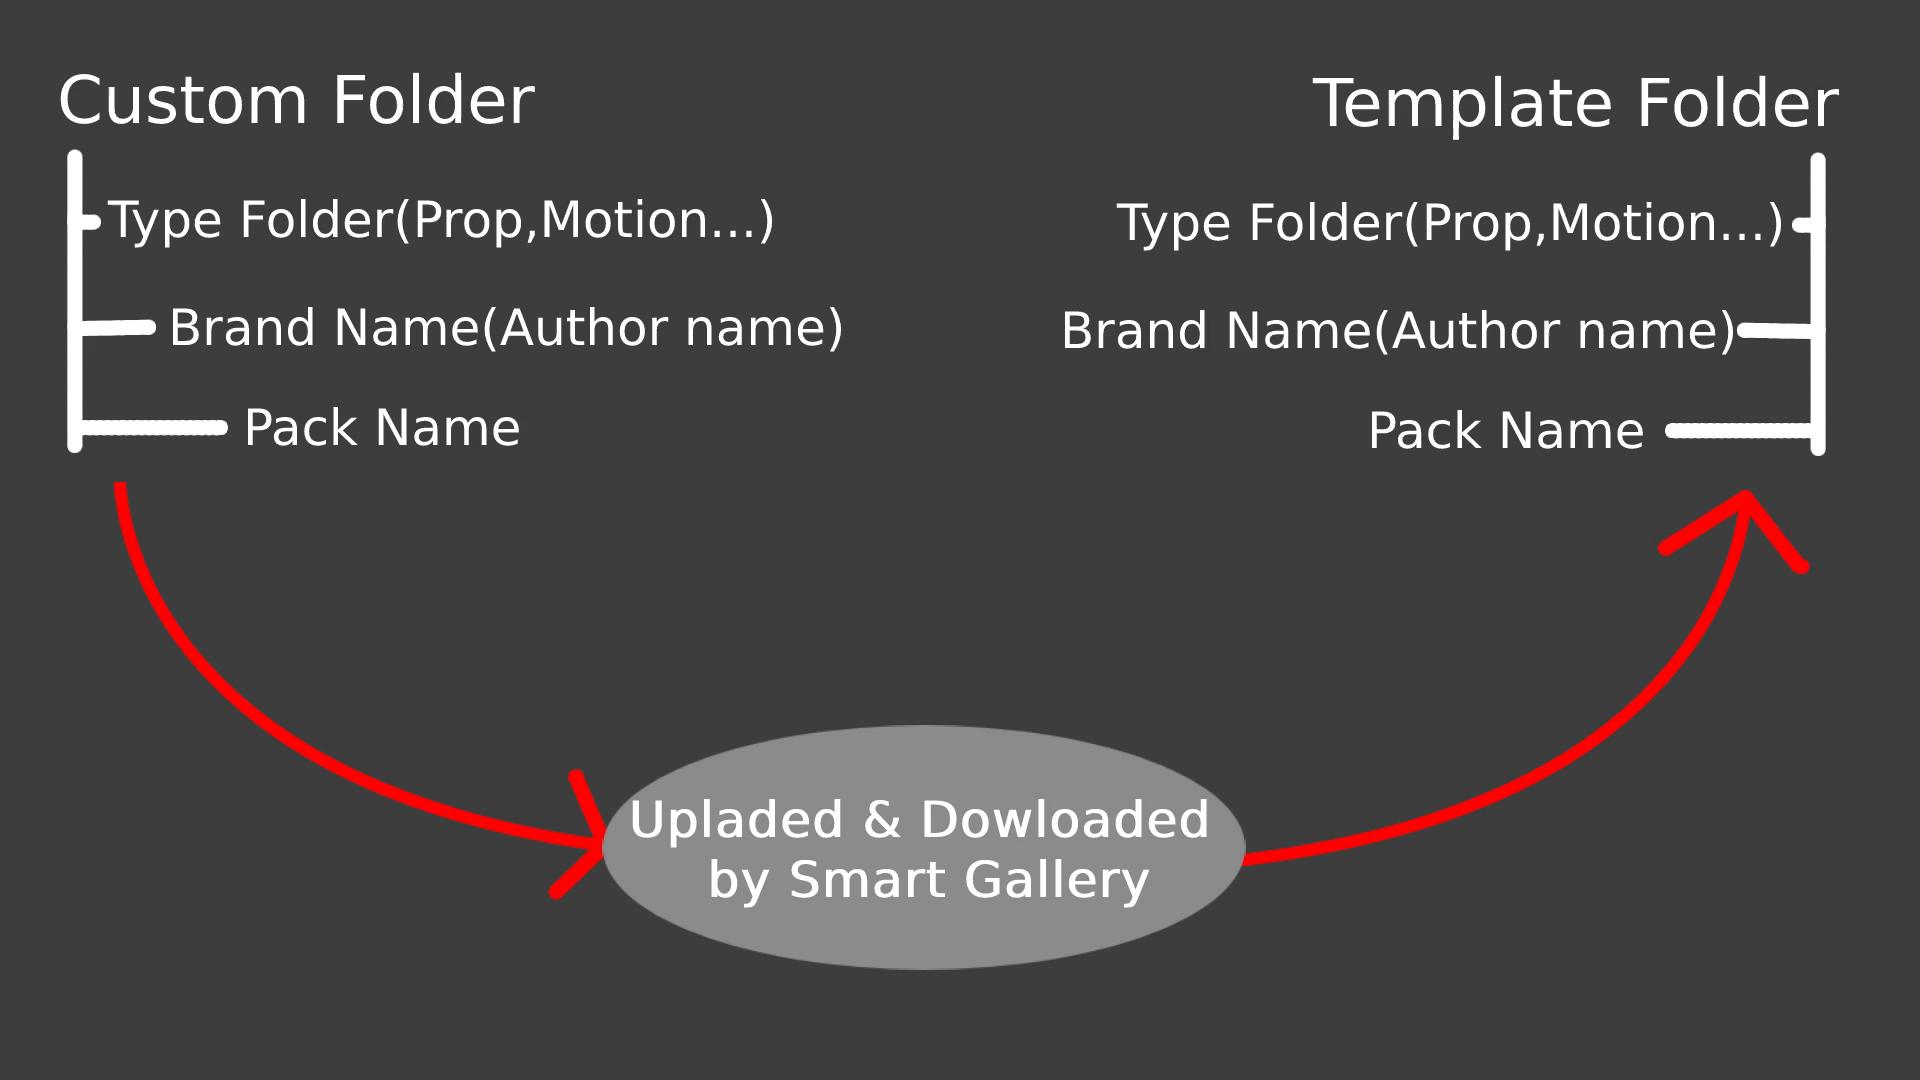 Custom Folder
Type Folder(Prop,Motion...)
Brand Name(Author name)
Pack Name
Template Folder
Type Folder(Prop,Motion...)
Brand Name(Author name)
Pack Name
Upladed & Dowloaded
by Smart Gallery